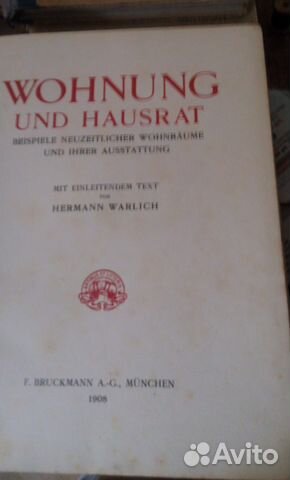 WOHNUNG
UND HAUSRAT
BEISPIELE NEUZEITLICHER WOHNRÄUME
UND IHRER AUSSTATTUNG
MIT EINLEITENDEM TEXT
VON
HERMANN WARLICH
F. BRUCKMANN A.-G., MÜNCHEN
1908
Avito